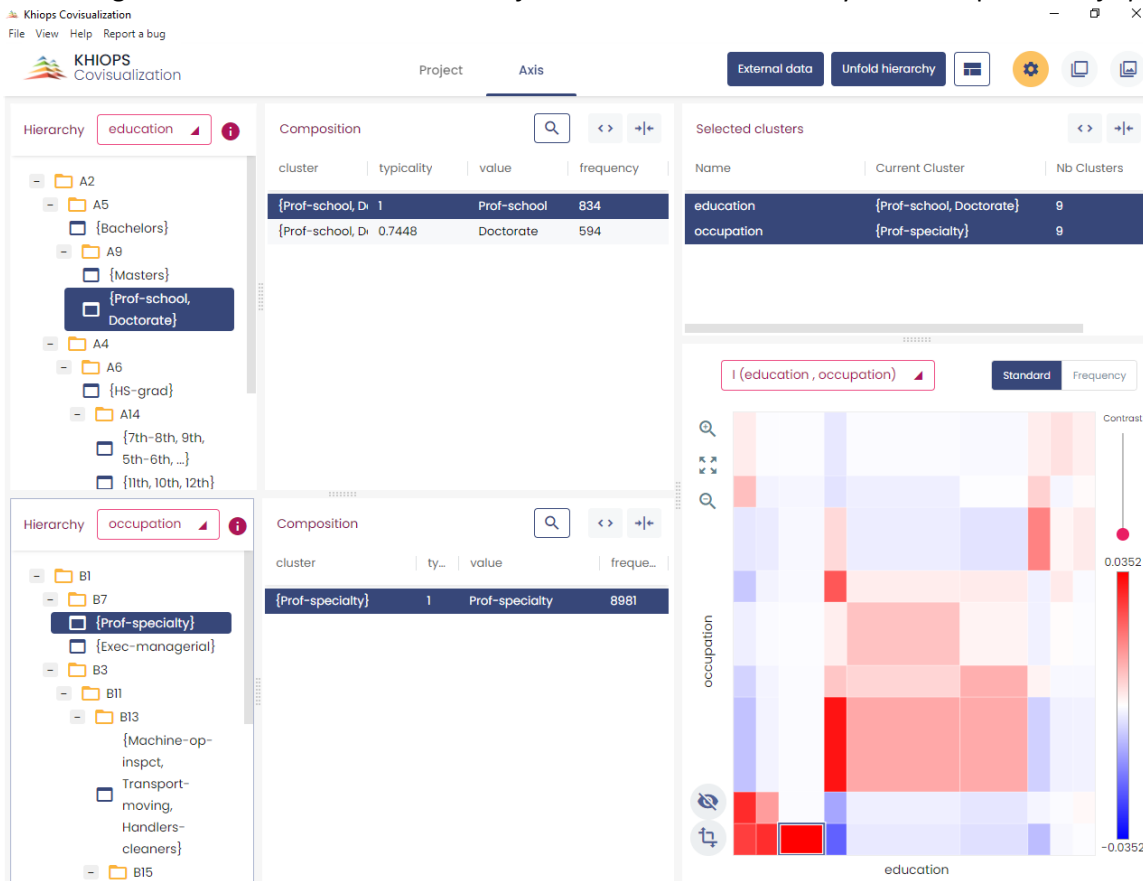 Khiops Covisualization
File View Help Report a bug
KHIOPS
Covisualization
Project Axis
External data Unfold hierarchy
Hierarchy education
A2
A5
{Bachelors}
A9
{Masters}
{Prof-school,
Doctorate}
A4
A6
{HS-grad}
A14
{7th-8th, 9th,
5th-6th, ...}
{11th, 10th, 12th}
Composition
cluster typicality value frequency
{Prof-school, D 1 Prof-school 834
{Prof-school, D 0.7448 Doctorate 594
Selected clusters
Name Current Cluster Nb Clusters
education {Prof-school, Doctorate} 9
occupation {Prof-specialty} 9
Hierarchy occupation
B1
B7
{Prof-specialty}
{Exec-managerial}
B3
B11
B13
{Machine-op-
inspct,
Transport-
moving,
Handlers-
cleaners}
B15
Composition
cluster ty... value freque...
{Prof-specialty} 1 Prof-specialty 8981
I (education , occupation)
Standard Frequency
Contrast
0.0352
-0.0352
occupation
education